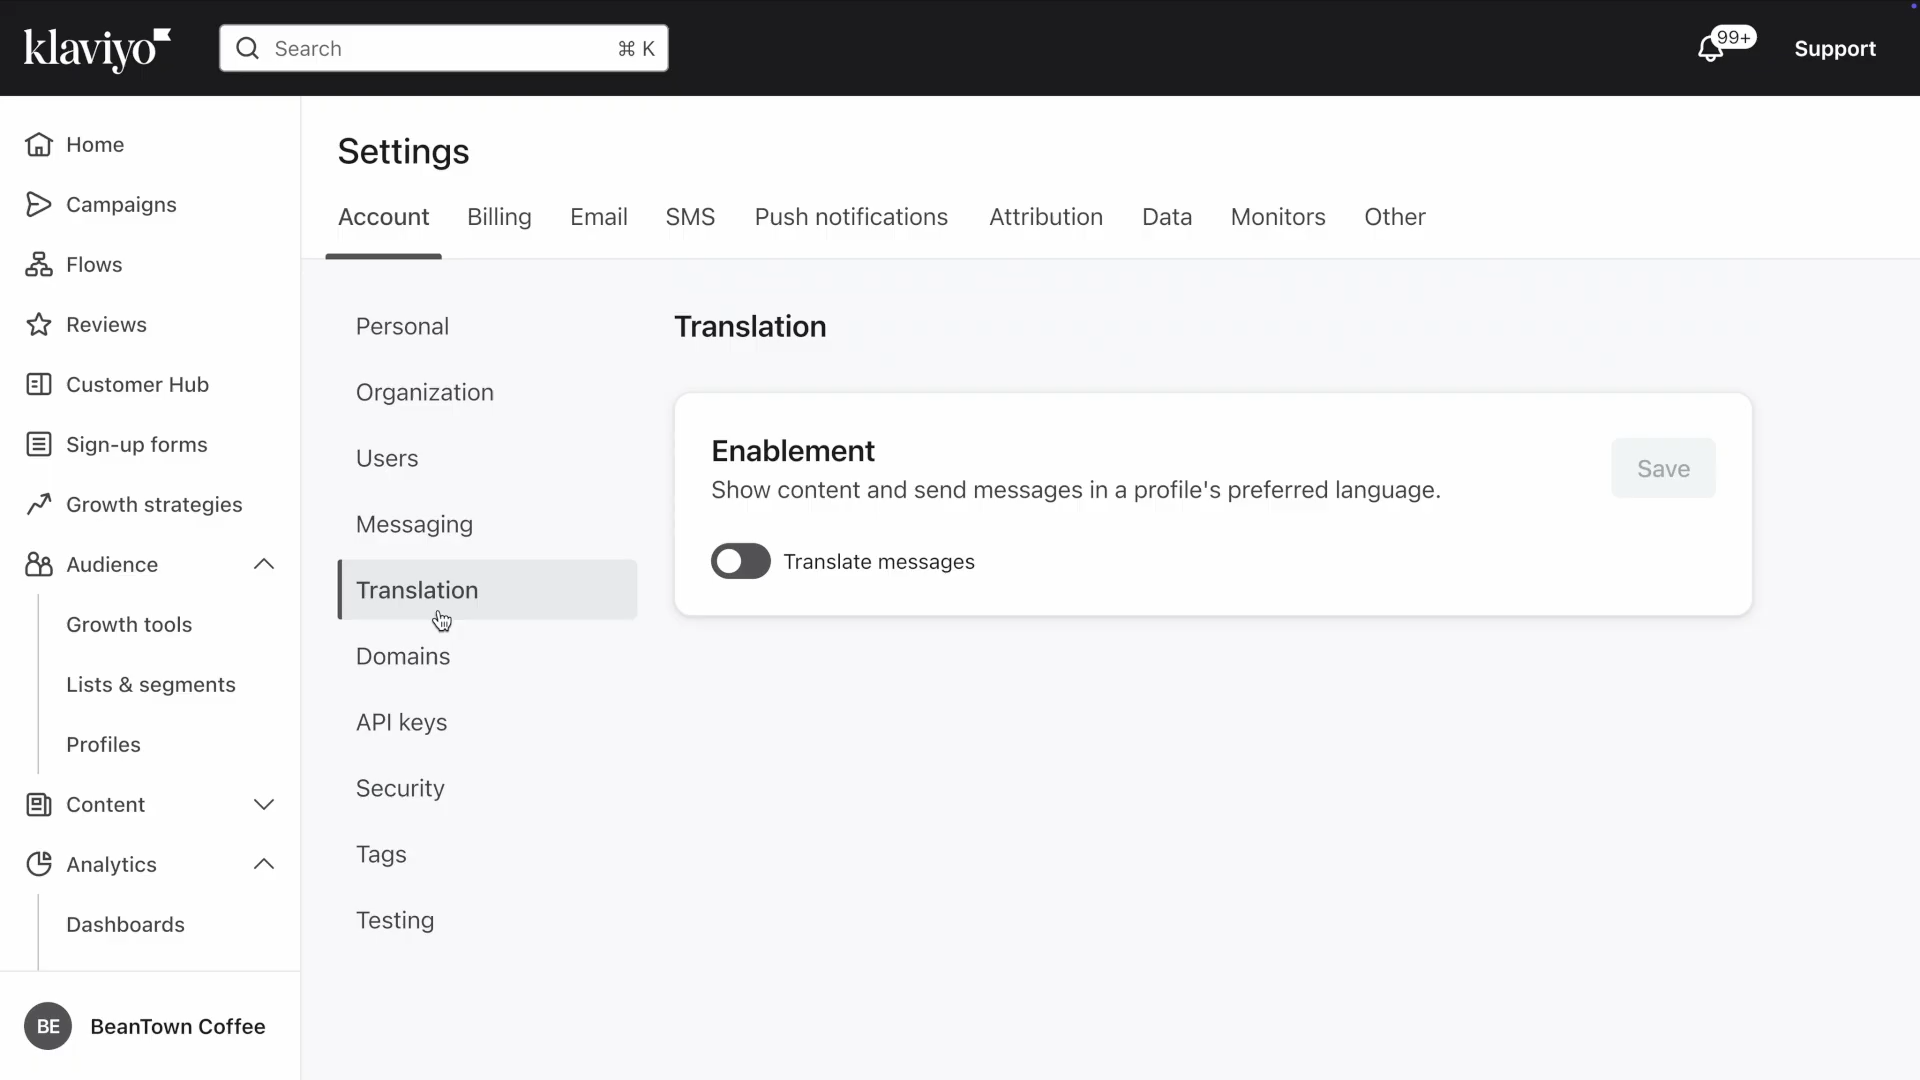 klaviyo
Search
⌘ K
99+
Support
Home
Campaigns
Flows
Reviews
Customer Hub
Sign-up forms
Growth strategies
Audience
Growth tools
Lists & segments
Profiles
Content
Analytics
Dashboards
BE
BeanTown Coffee
Settings
Account
Billing
Email
SMS
Push notifications
Attribution
Data
Monitors
Other
Personal
Organization
Users
Messaging
Translation
Domains
API keys
Security
Tags
Testing
Translation
Enablement
Show content and send messages in a profile's preferred language.
Save
Translate messages